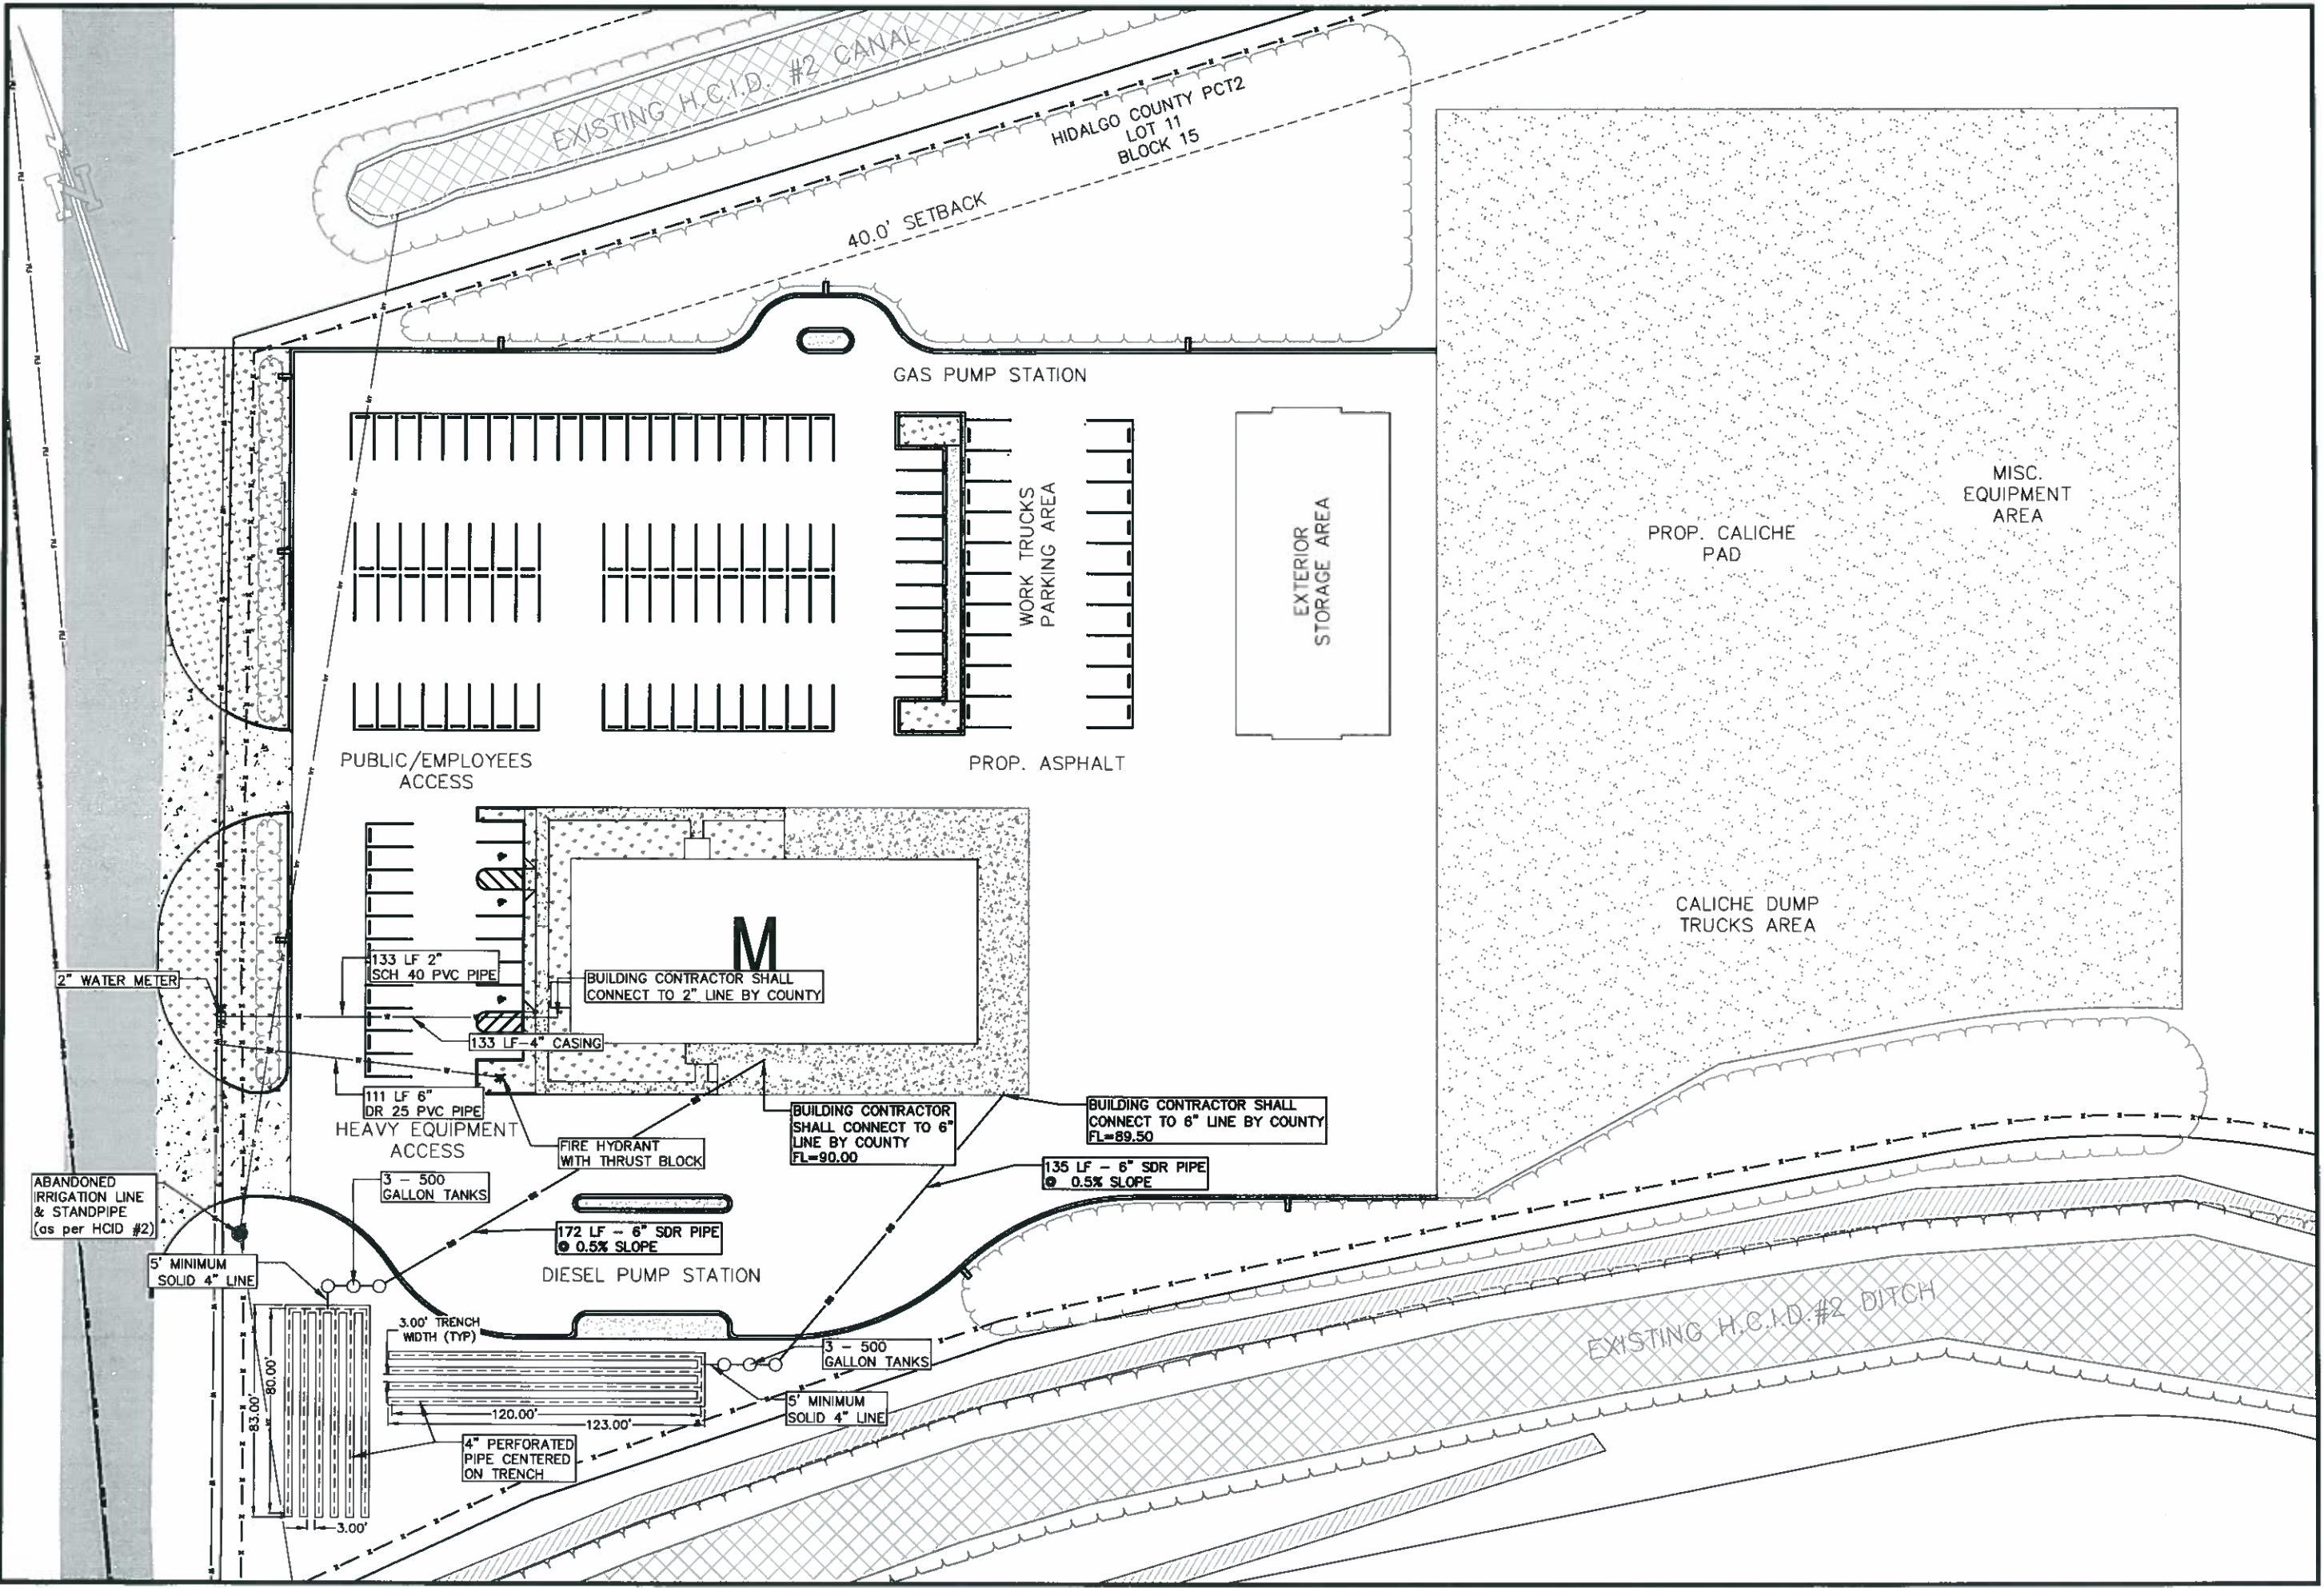 EXISTING H.C.I.D. #2 CANAL
HIDALGO COUNTY PCT2
LOT 11
BLOCK 15
40.0' SETBACK
N
GAS PUMP STATION
WORK TRUCKS
PARKING AREA
EXTERIOR
STORAGE AREA
MISC.
EQUIPMENT
AREA
PROP. CALICHE
PAD
PUBLIC/EMPLOYEES
ACCESS
PROP. ASPHALT
CALICHE DUMP
TRUCKS AREA
M
133 LF 2"
SCH 40 PVC PIPE
2" WATER METER
BUILDING CONTRACTOR SHALL
CONNECT TO 2" LINE BY COUNTY
133 LF-4" CASING
111 LF 6"
DR 25 PVC PIPE
HEAVY EQUIPMENT
ACCESS
FIRE HYDRANT
WITH THRUST BLOCK
BUILDING CONTRACTOR
SHALL CONNECT TO 6"
LINE BY COUNTY
FL=90.00
BUILDING CONTRACTOR SHALL
CONNECT TO 6" LINE BY COUNTY
FL=89.50
135 LF - 6" SDR PIPE
@ 0.5% SLOPE
ABANDONED
IRRIGATION LINE
& STANDPIPE
(as per HCID #2)
3 - 500
GALLON TANKS
172 LF - 6" SDR PIPE
@ 0.5% SLOPE
5' MINIMUM
SOLID 4" LINE
DIESEL PUMP STATION
3.00' TRENCH
WIDTH (TYP)
3 - 500
GALLON TANKS
5' MINIMUM
SOLID 4" LINE
80.00'
83.00'
120.00'
123.00'
4" PERFORATED
PIPE CENTERED
ON TRENCH
3.00'
EXISTING H.C.I.D.#2 DITCH